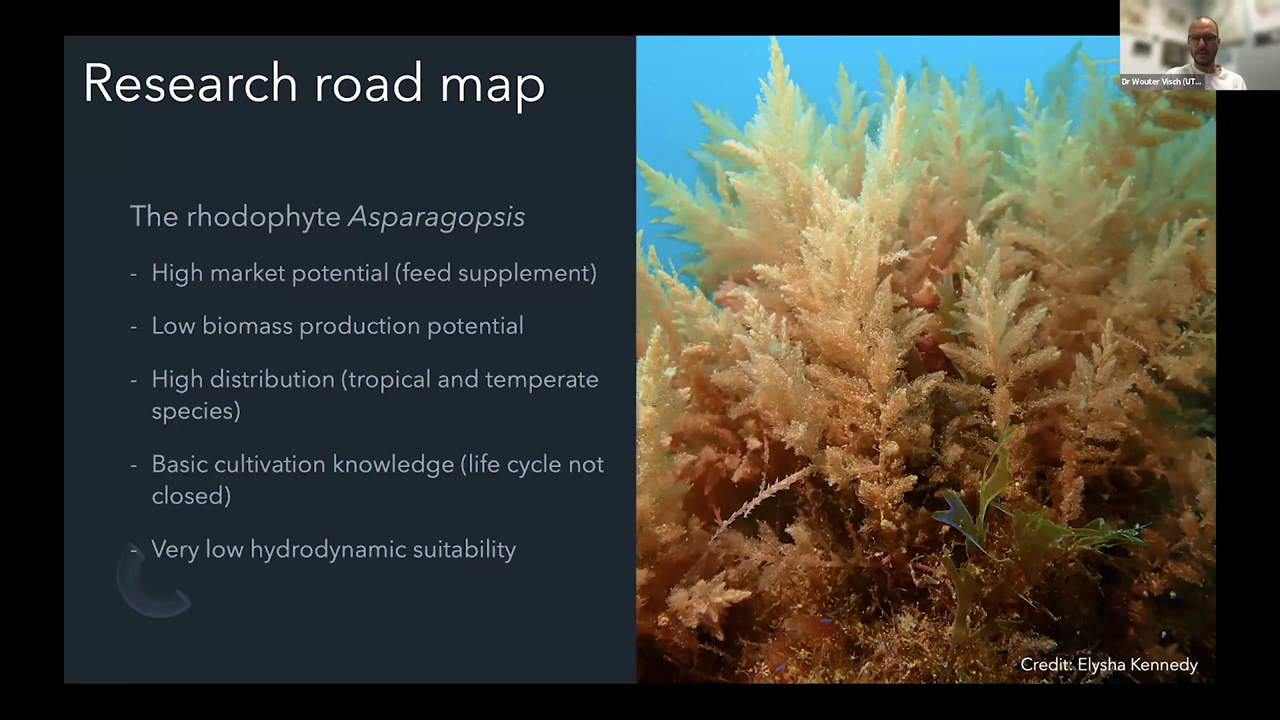 Research road map
The rhodophyte Asparagopsis
- High market potential (feed supplement)
- Low biomass production potential
- High distribution (tropical and temperate
species)
- Basic cultivation knowledge (life cycle not
closed)
- Very low hydrodynamic suitability
Dr Wouter Visch (UT...
Credit: Elysha Kennedy